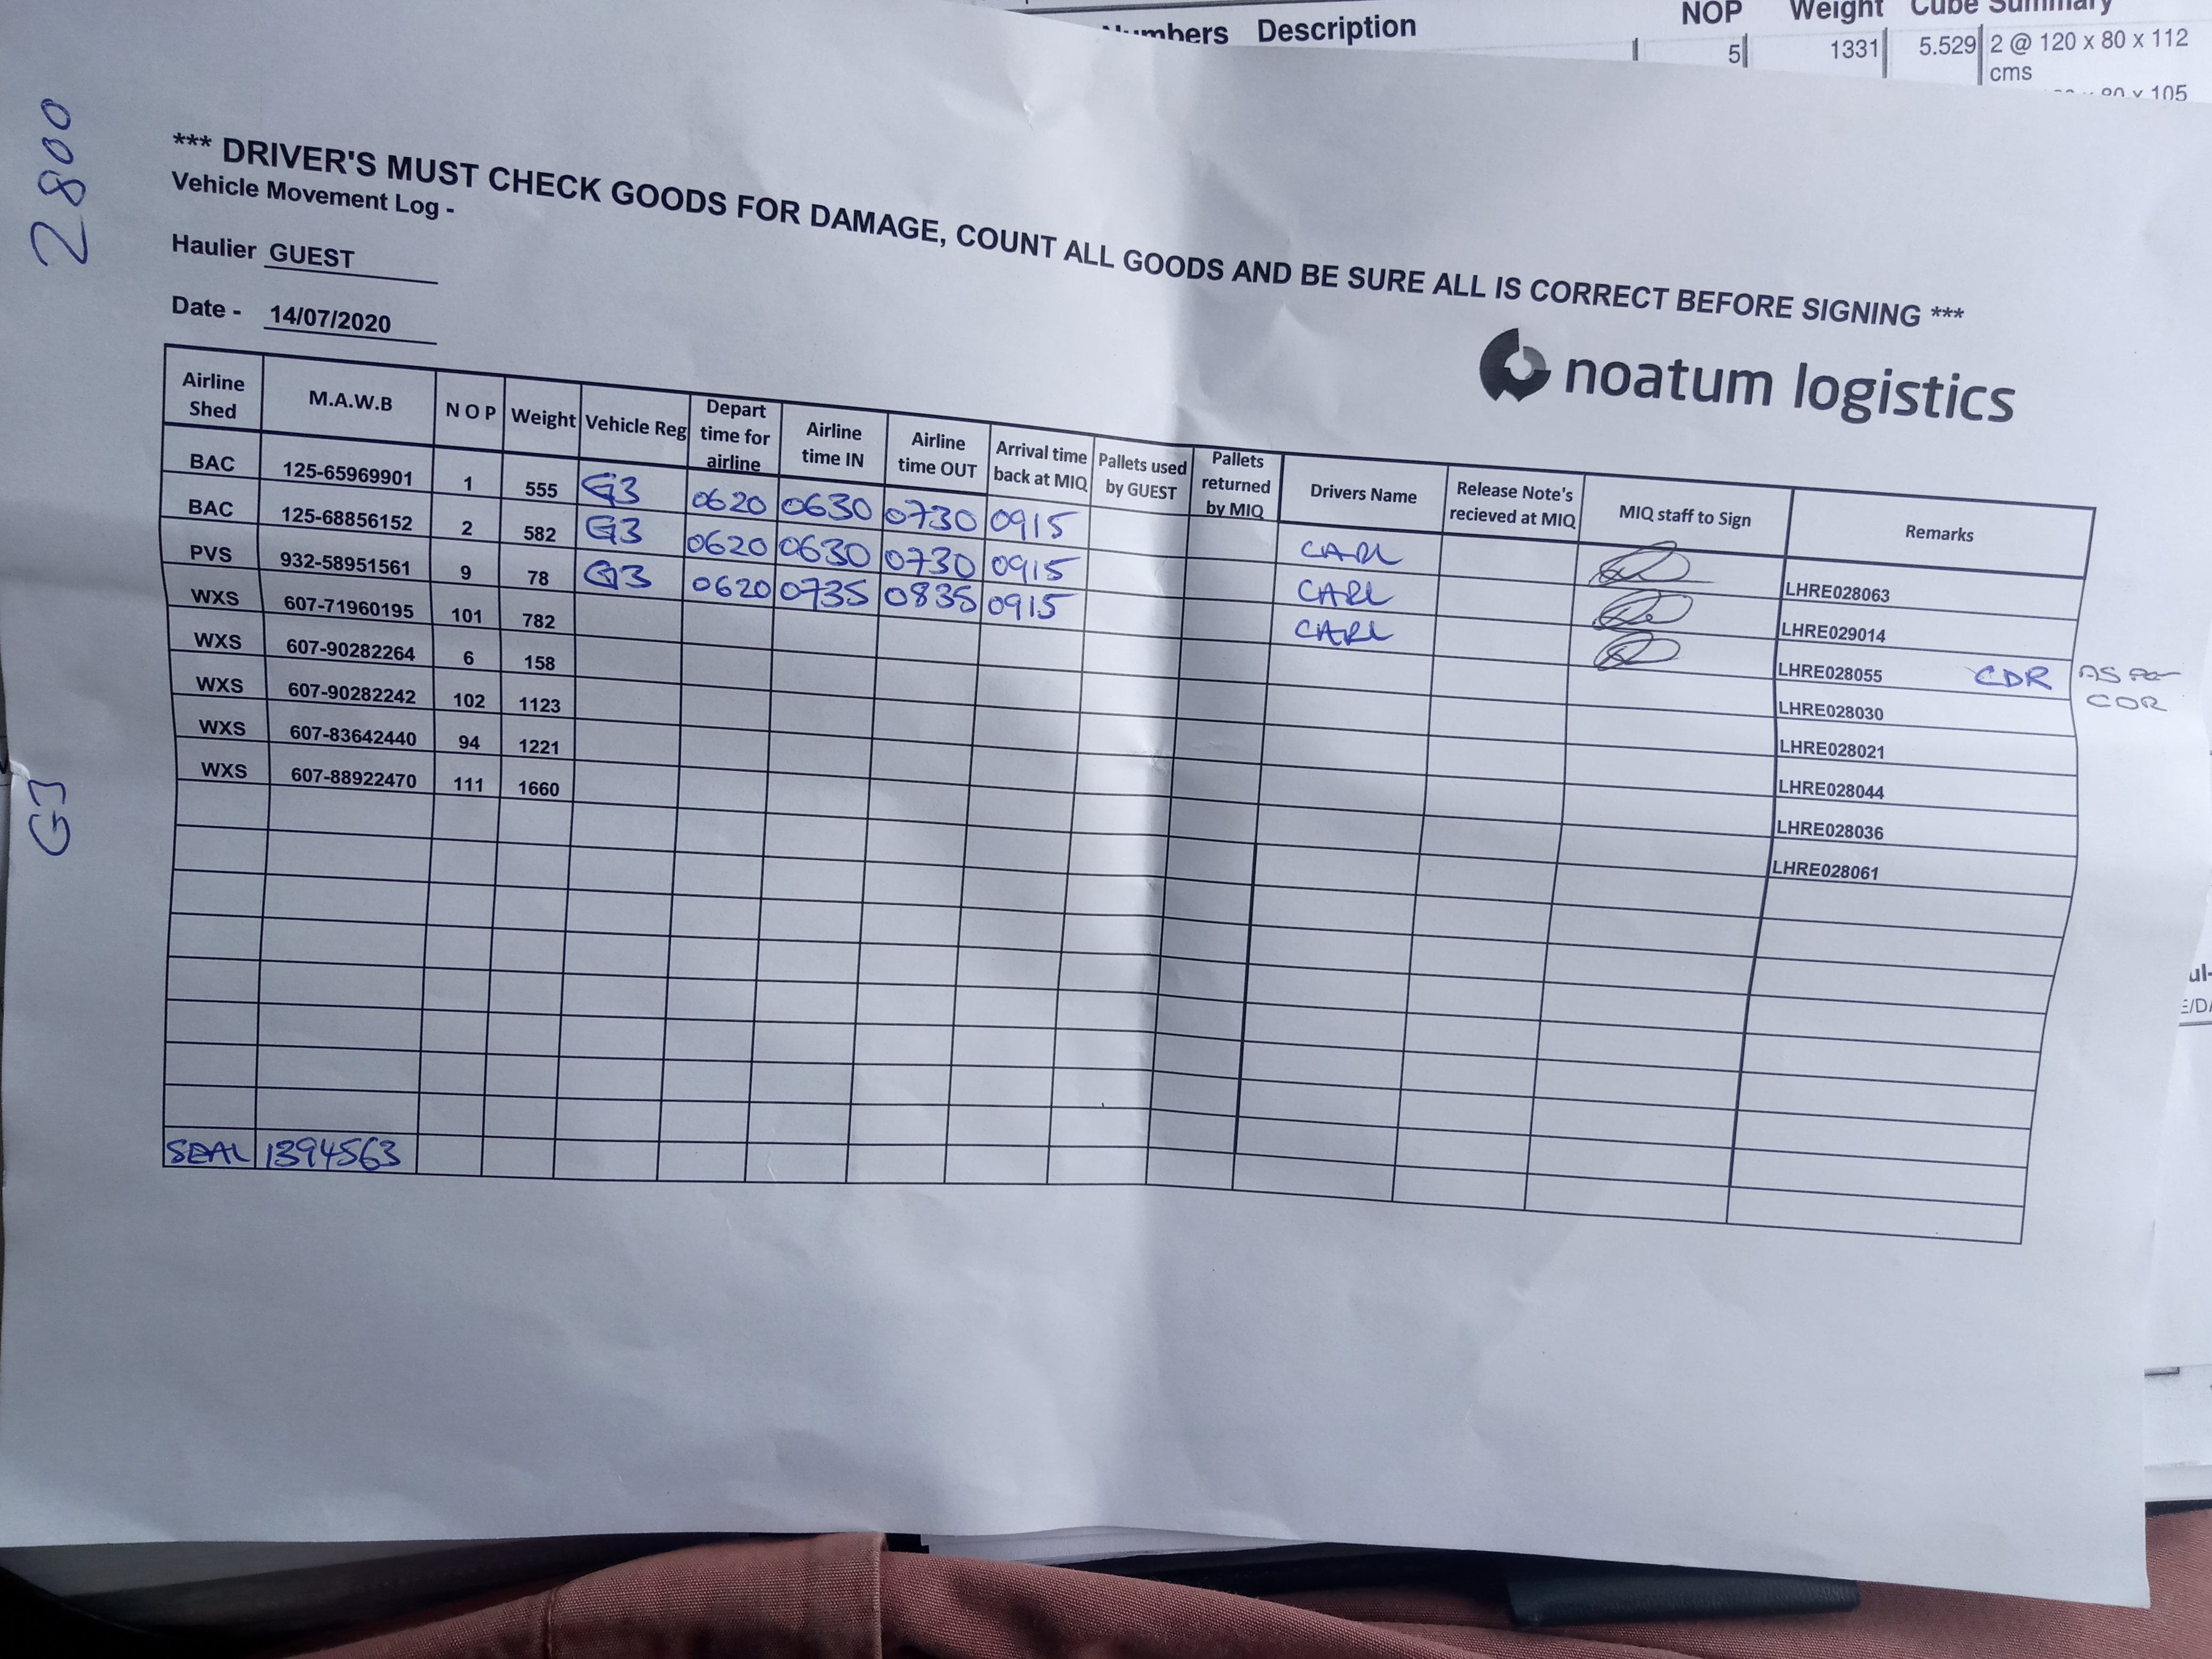 Numbers Description NOP Weight Cube Summary
5 1331 5.529 2 @ 120 x 80 x 112
cms
80 x 105
2800
*** DRIVER'S MUST CHECK GOODS FOR DAMAGE, COUNT ALL GOODS AND BE SURE ALL IS CORRECT BEFORE SIGNING ***
Vehicle Movement Log -
Haulier GUEST
Date - 14/07/2020
noatum logistics
Airline Shed M.A.W.B N O P Weight Vehicle Reg Depart time for airline Airline time IN Airline time OUT Arrival time back at MIQ Pallets used by GUEST Pallets returned by MIQ Drivers Name Release Note's recieved at MIQ MIQ staff to Sign Remarks
BAC 125-65969901 1 555 G3 0620 0630 0730 0915 CARL LHRE028063
BAC 125-68856152 2 582 G3 0620 0630 0730 0915 CARL LHRE029014
PVS 932-58951561 9 78 G3 0620 0735 0835 0915 CARL LHRE028055 CDR AS Per
CDR
WXS 607-71960195 101 782 LHRE028030
WXS 607-90282264 6 158 LHRE028021
WXS 607-90282242 102 1123 LHRE028044
WXS 607-83642440 94 1221 LHRE028036
WXS 607-88922470 111 1660 LHRE028061
G3
SEAL 1394563